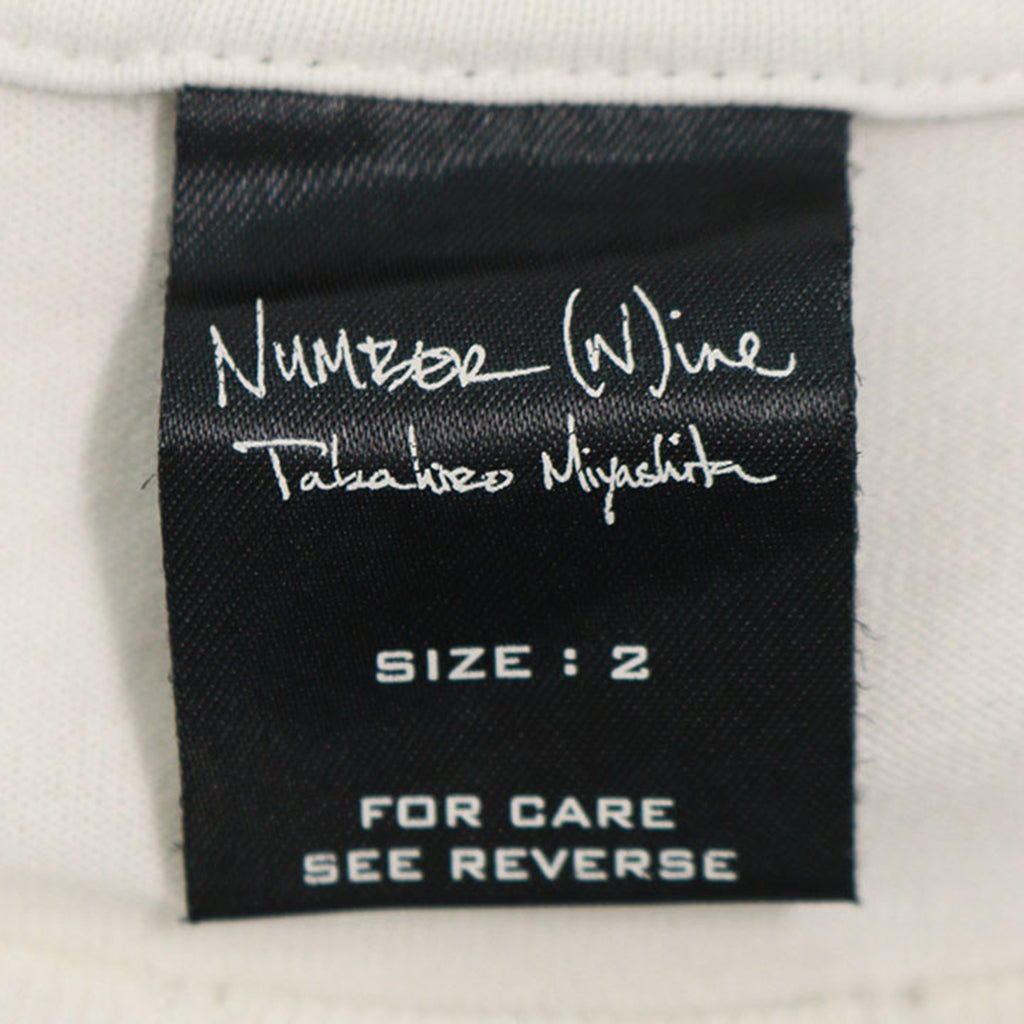 NUMBER (N)ine
Takahiro Miyashita
SIZE : 2
FOR CARE
SEE REVERSE